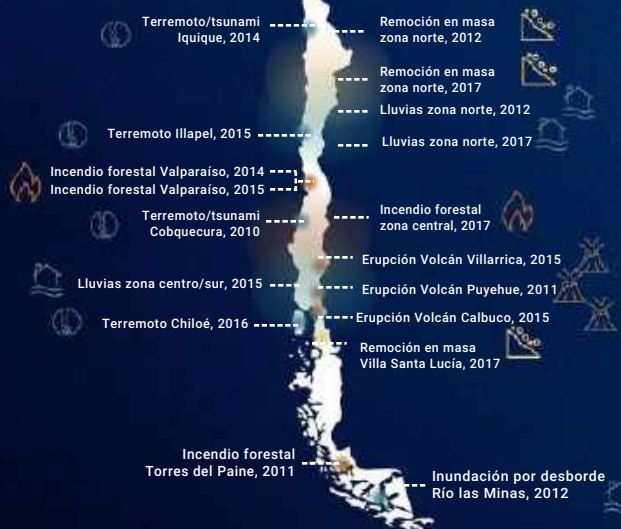 Terremoto/tsunami
Iquique, 2014
Remoción en masa
zona norte, 2012
Remoción en masa
zona norte, 2017
Lluvias zona norte, 2012
Terremoto Illapel, 2015
Lluvias zona norte, 2017
Incendio forestal Valparaíso, 2014
Incendio forestal Valparaíso, 2015
Terremoto/tsunami
Cobquecura, 2010
Incendio forestal
zona central, 2017
Erupción Volcán Villarrica, 2015
Lluvias zona centro/sur, 2015
Erupción Volcán Puyehue, 2011
Terremoto Chiloé, 2016
Erupción Volcán Calbuco, 2015
Remoción en masa
Villa Santa Lucía, 2017
Incendio forestal
Torres del Paine, 2011
Inundación por desborde
Río las Minas, 2012